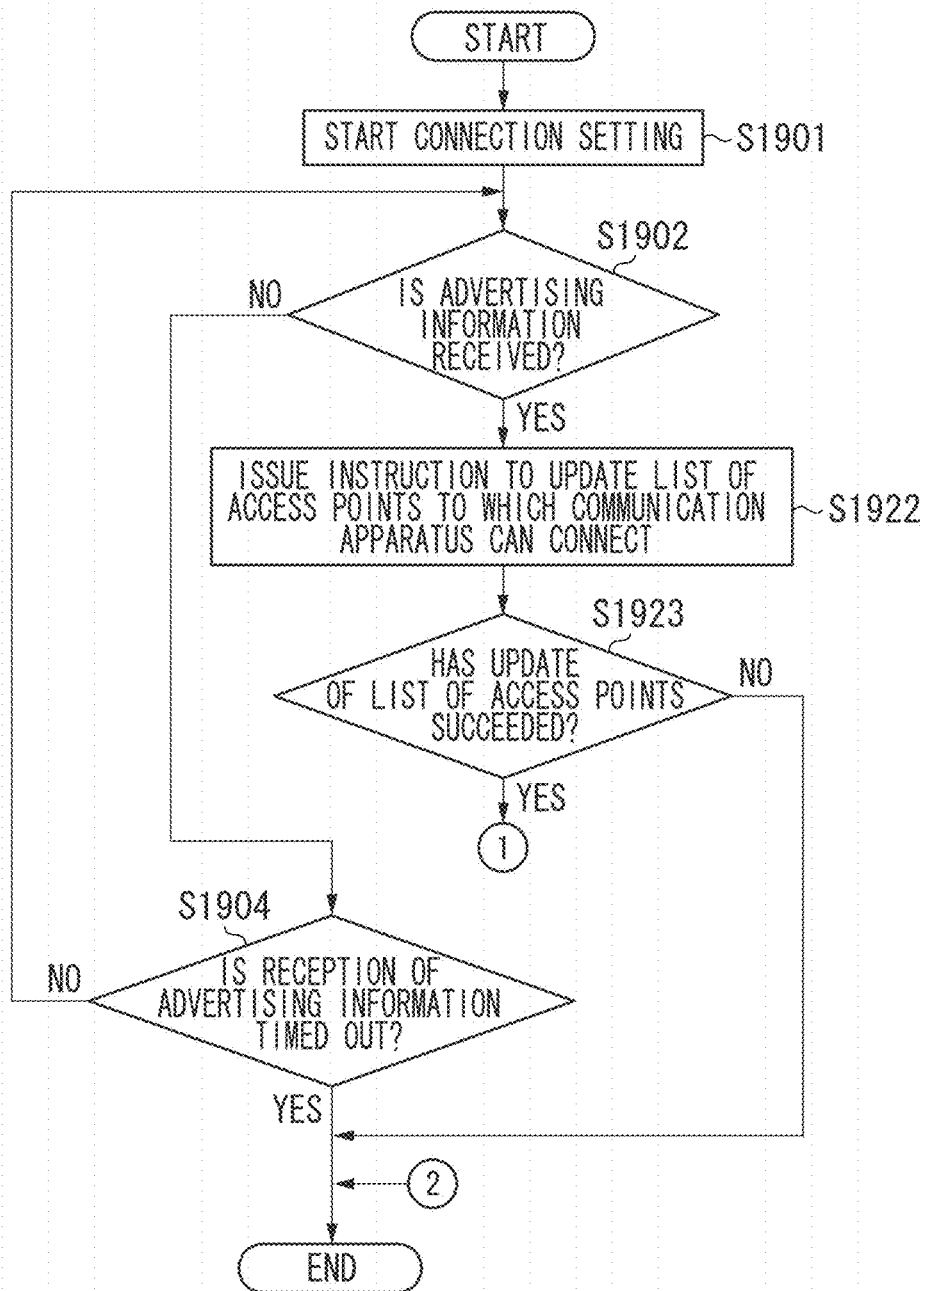 START
START CONNECTION SETTING
S1901
S1902
NO
IS ADVERTISING
INFORMATION
RECEIVED?
YES
ISSUE INSTRUCTION TO UPDATE LIST OF
ACCESS POINTS TO WHICH COMMUNICATION
APPARATUS CAN CONNECT
S1922
S1923
HAS UPDATE
OF LIST OF ACCESS POINTS
SUCCEEDED?
NO
YES
1
S1904
NO
IS RECEPTION OF
ADVERTISING INFORMATION
TIMED OUT?
YES
2
END